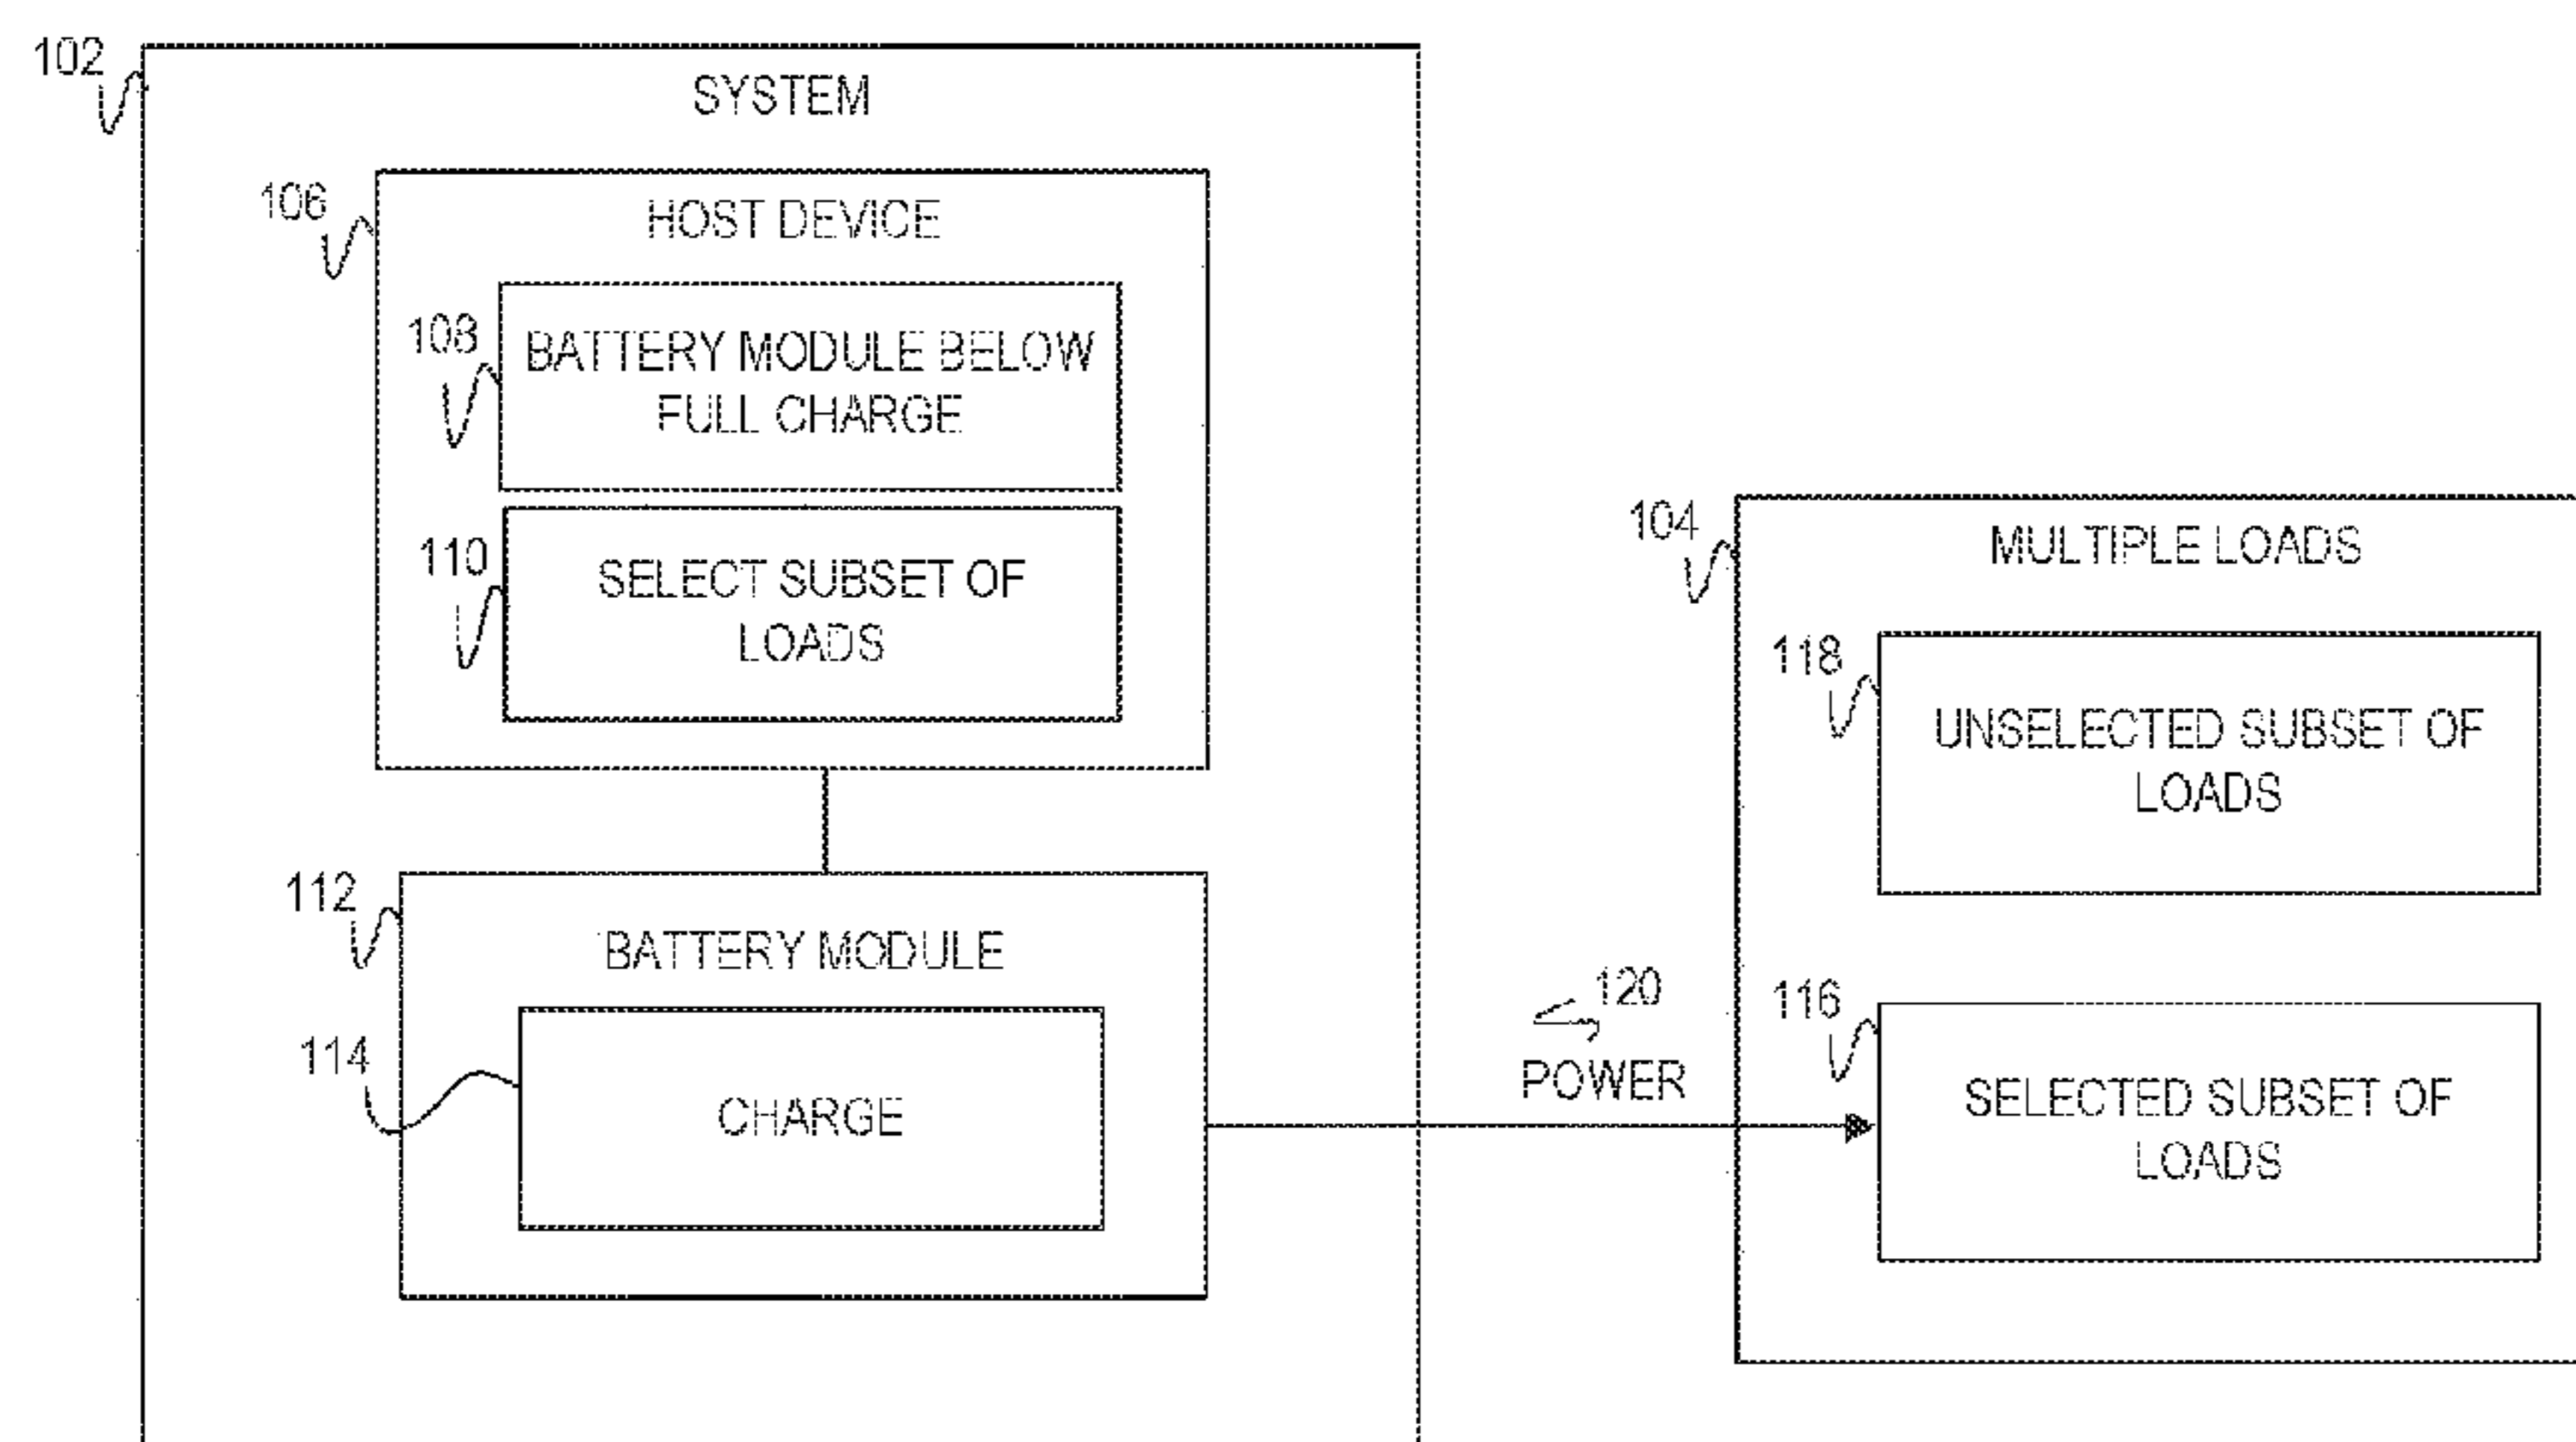 102
SYSTEM
106
HOST DEVICE
108
BATTERY MODULE BELOW
FULL CHARGE
110
SELECT SUBSET OF
LOADS
112
BATTERY MODULE
114
CHARGE
120
POWER
104
MULTIPLE LOADS
118
UNSELECTED SUBSET OF
LOADS
116
SELECTED SUBSET OF
LOADS